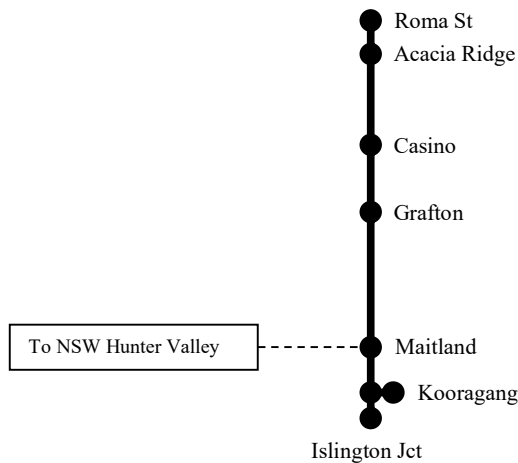 Roma St
Acacia Ridge
Casino
Grafton
To NSW Hunter Valley
Maitland
Kooragang
Islington Jct